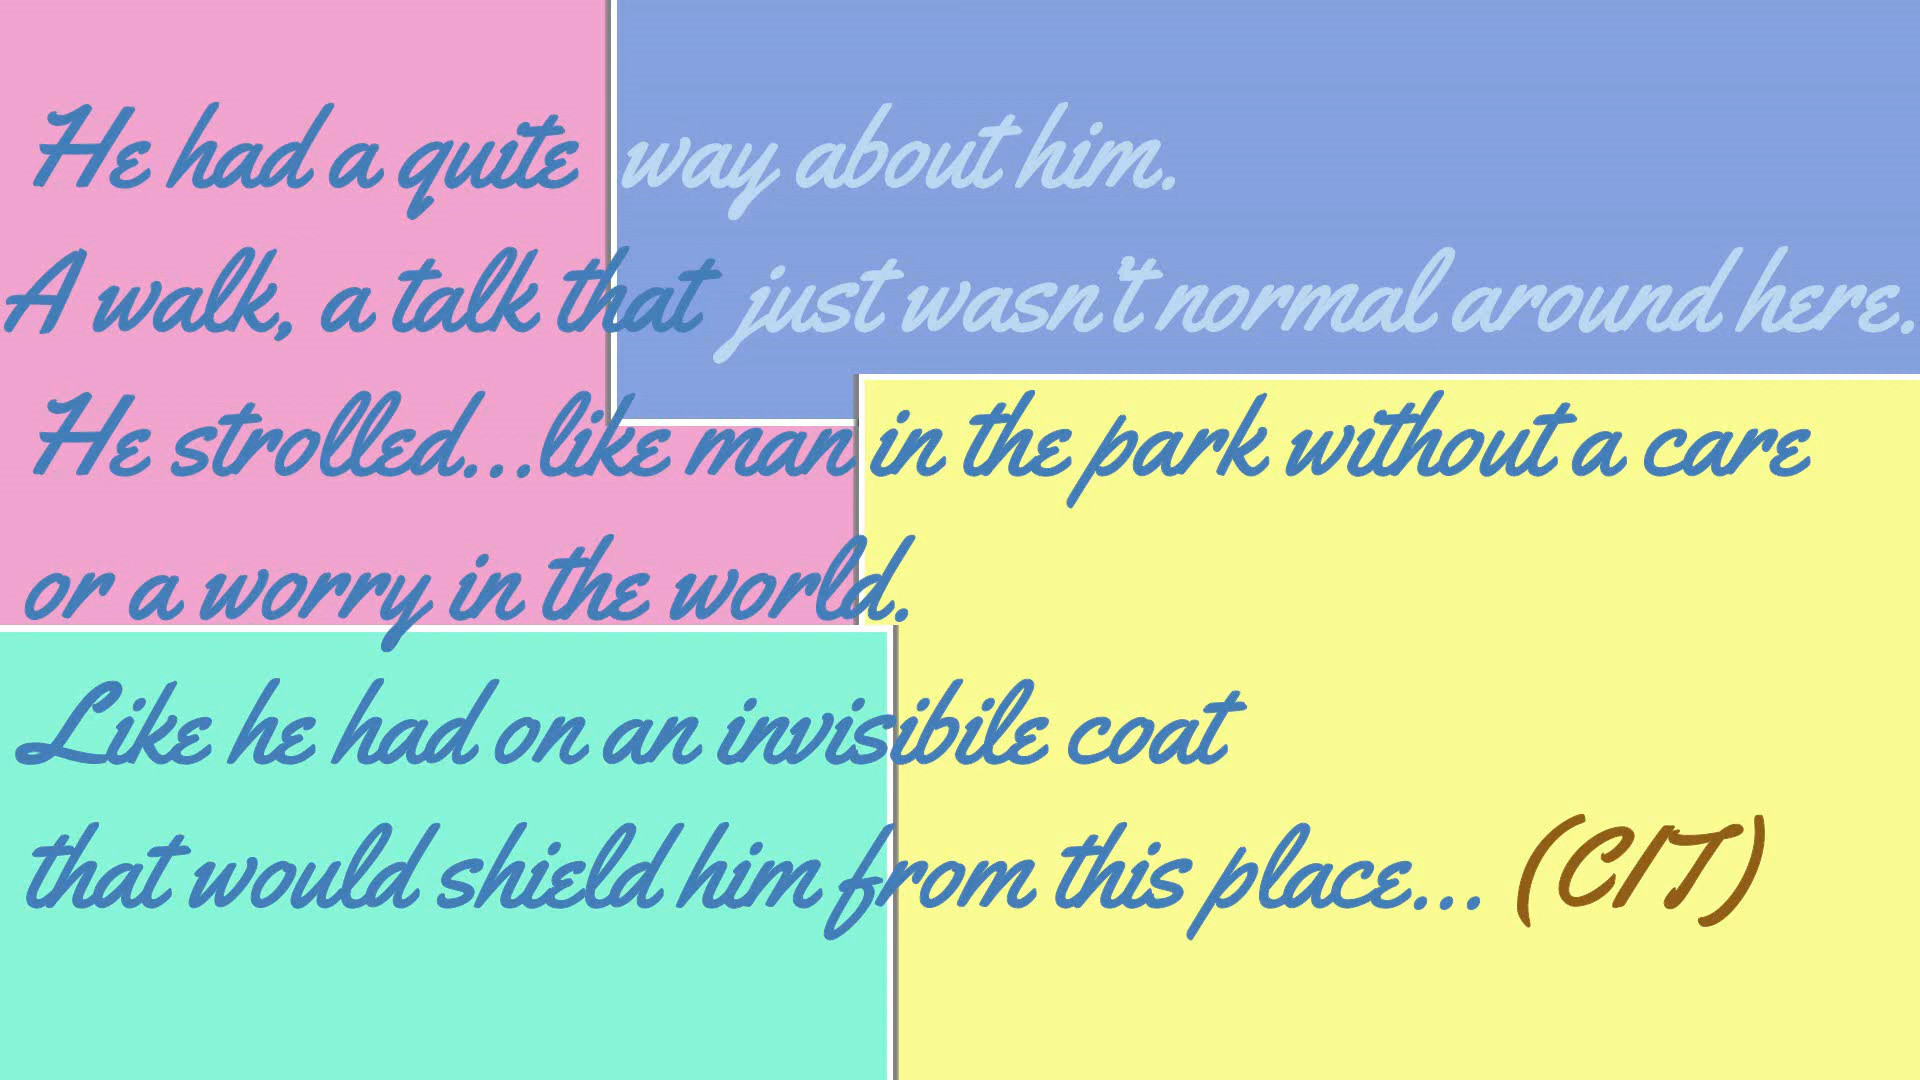 He had a quite way about him.
A walk, a talk that just wasn't normal around here.
He strolled...like man in the park without a care
or a worry in the world.
Like he had on an invisibile coat
that would shield him from this place... (CIT)